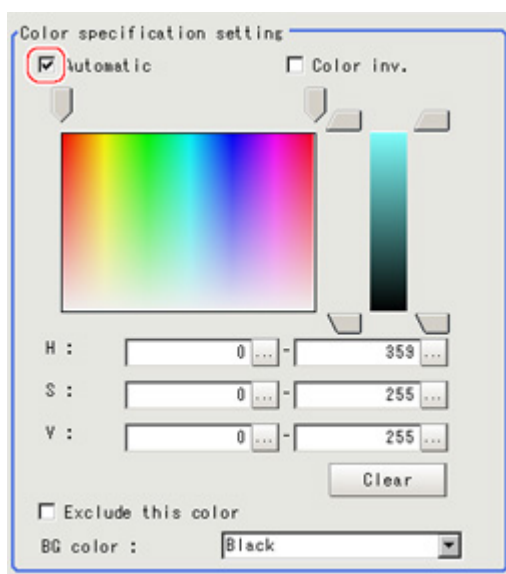 Color specification setting
Automatic
Color inv.
H :
0 ... - 359 ...
S :
0 ... - 255 ...
V :
0 ... - 255 ...
Clear
Exclude this color
BG color :
Black